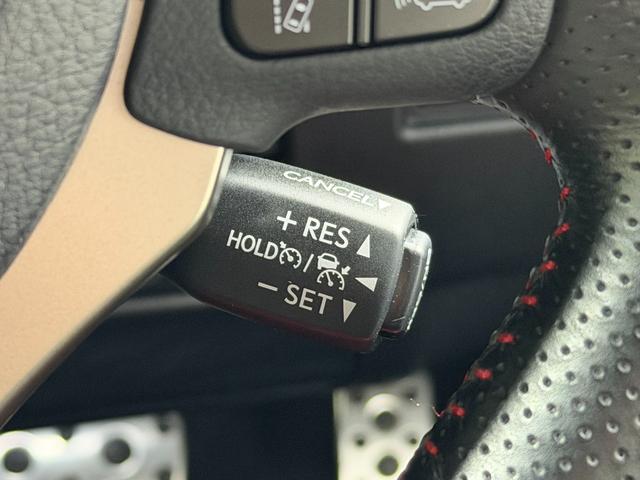 CANCEL▼
+ RES ▲
HOLD /
− SET ▼